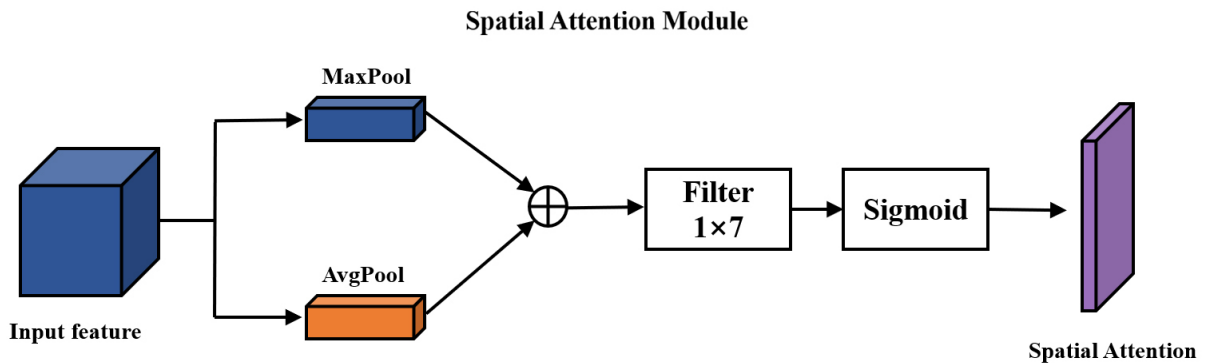 Spatial Attention Module
MaxPool
AvgPool
Input feature
Filter
1×7
Sigmoid
Spatial Attention